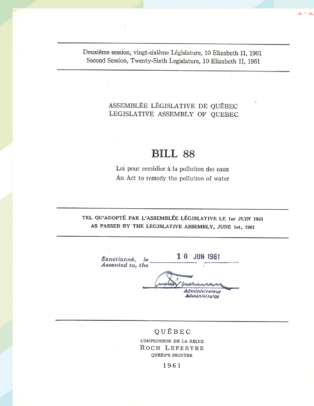 Deuxième session, vingt-sixième Législature, 10 Elizabeth II, 1961
Second Session, Twenty-Sixth Legislature, 10 Elizabeth II, 1961
ASSEMBLÉE LÉGISLATIVE DE QUÉBEC
LEGISLATIVE ASSEMBLY OF QUEBEC
BILL 88
Loi pour remédier à la pollution des eaux
An Act to remedy the pollution of water
TEL QU'ADOPTÉ PAR L'ASSEMBLÉE LÉGISLATIVE LE 1er JUIN 1961
AS PASSED BY THE LEGISLATIVE ASSEMBLY, JUNE 1st, 1961
Sanctionné, le 10 JUN 1961
Assented to, the
Administrateur
Administrator
QUÉBEC
L'IMPRIMEUR DE LA REINE
ROCH LEFEBVRE
QUEEN'S PRINTER
1961